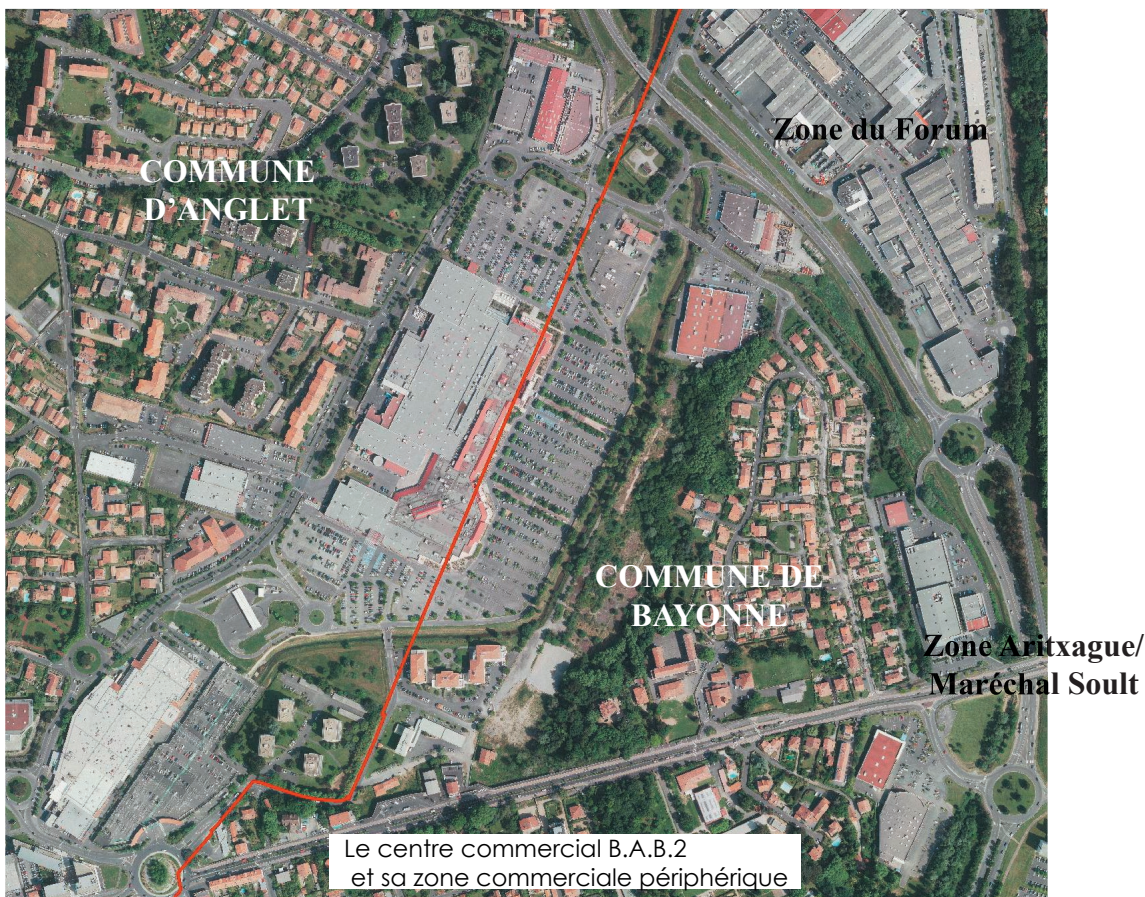 Zone du Forum
COMMUNE
D’ANGLET
COMMUNE DE
BAYONNE
Zone Aritxague/
Maréchal Soult
Le centre commercial B.A.B.2
et sa zone commerciale périphérique